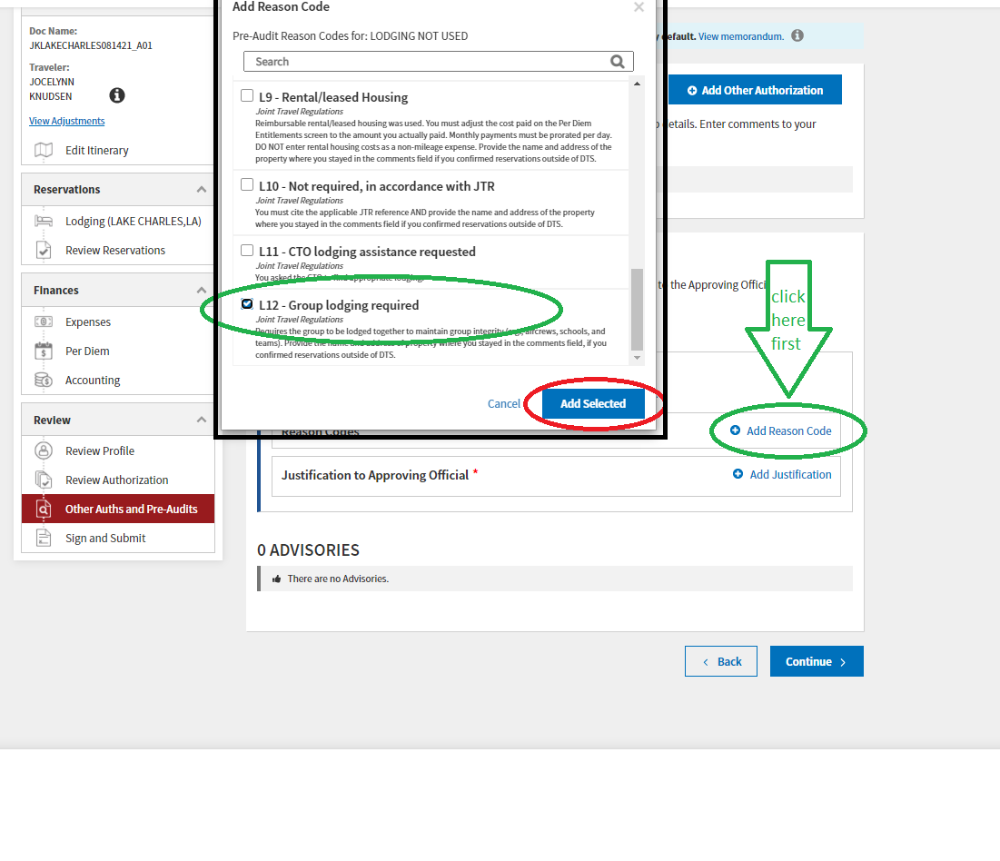 Doc Name:
JKLAKECHARLES081421_A01
Traveler:
JOCELYNN
KNUDSEN
View Adjustments
Edit Itinerary
Reservations
Lodging (LAKE CHARLES,LA)
Review Reservations
Finances
Expenses
Per Diem
Accounting
Review
Review Profile
Review Authorization
Other Auths and Pre-Audits
Sign and Submit
Add Reason Code
Pre-Audit Reason Codes for: LODGING NOT USED
Search
L9 - Rental/leased Housing
Joint Travel Regulations
Reimbursable rental/leased housing was used. You must adjust the cost paid on the Per Diem
Entitlements screen to the amount you actually paid. Monthly payments must be prorated per day.
DO NOT enter rental housing costs as a non-mileage expense. Provide the name and address of the
property where you stayed in the comments field if you confirmed reservations outside of DTS.
L10 - Not required, in accordance with JTR
Joint Travel Regulations
You must cite the applicable JTR reference AND provide the name and address of the property
where you stayed in the comments field if you confirmed reservations outside of DTS.
L11 - CTO lodging assistance requested
Joint Travel Regulations
You asked the CTO to find appropriate lodging.
L12 - Group lodging required
Joint Travel Regulations
Requires the group to be lodged together to maintain group integrity (e.g., aircrews, schools, and
teams). Provide the name and address of property where you stayed in the comments field, if you
confirmed reservations outside of DTS.
Cancel
Add Selected
default. View memorandum.
Add Other Authorization
details. Enter comments to your
the Approving Offici
click
here
first
Reason Codes
Add Reason Code
Justification to Approving Official *
Add Justification
0 ADVISORIES
There are no Advisories.
Back
Continue